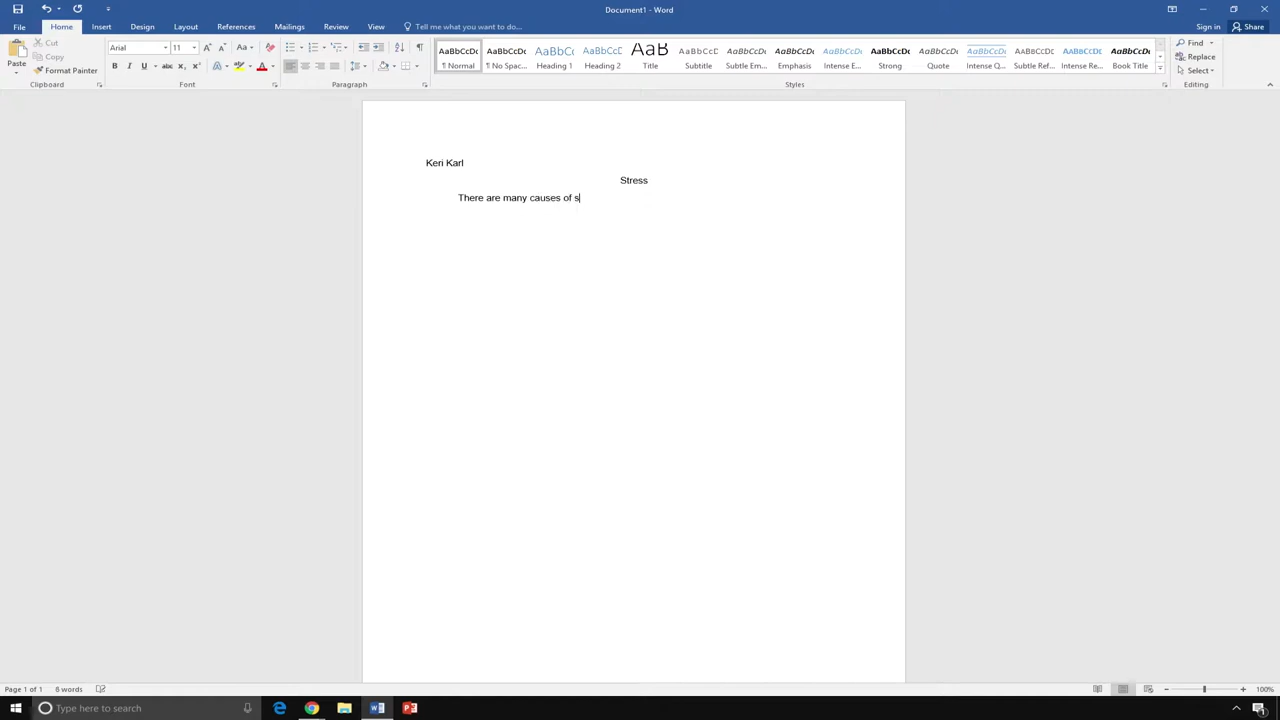 Document1 - Word
File Home Insert Design Layout References Mailings Review View Tell me what you want to do... Sign in Share
Paste Cut Copy Format Painter Clipboard
Arial 11 Aa Font
Paragraph
AaBbCcDc AaBbCcDc AaBbCc AaBbCcD AaB AaBbCcD AaBbCcDc AaBbCcDc AaBbCcDc AaBbCcDc AaBbCcDc AaBbCcDc AaBbCcDc AaBbCcDc AaBbCcDc
¶ Normal ¶ No Spac... Heading 1 Heading 2 Title Subtitle Subtle Em... Emphasis Intense E... Strong Quote Intense Q... Subtle Ref... Intense Re... Book Title
Styles
Find
Replace
Select
Editing
Keri Karl
Stress
There are many causes of s
Page 1 of 1 6 words 100%
Type here to search